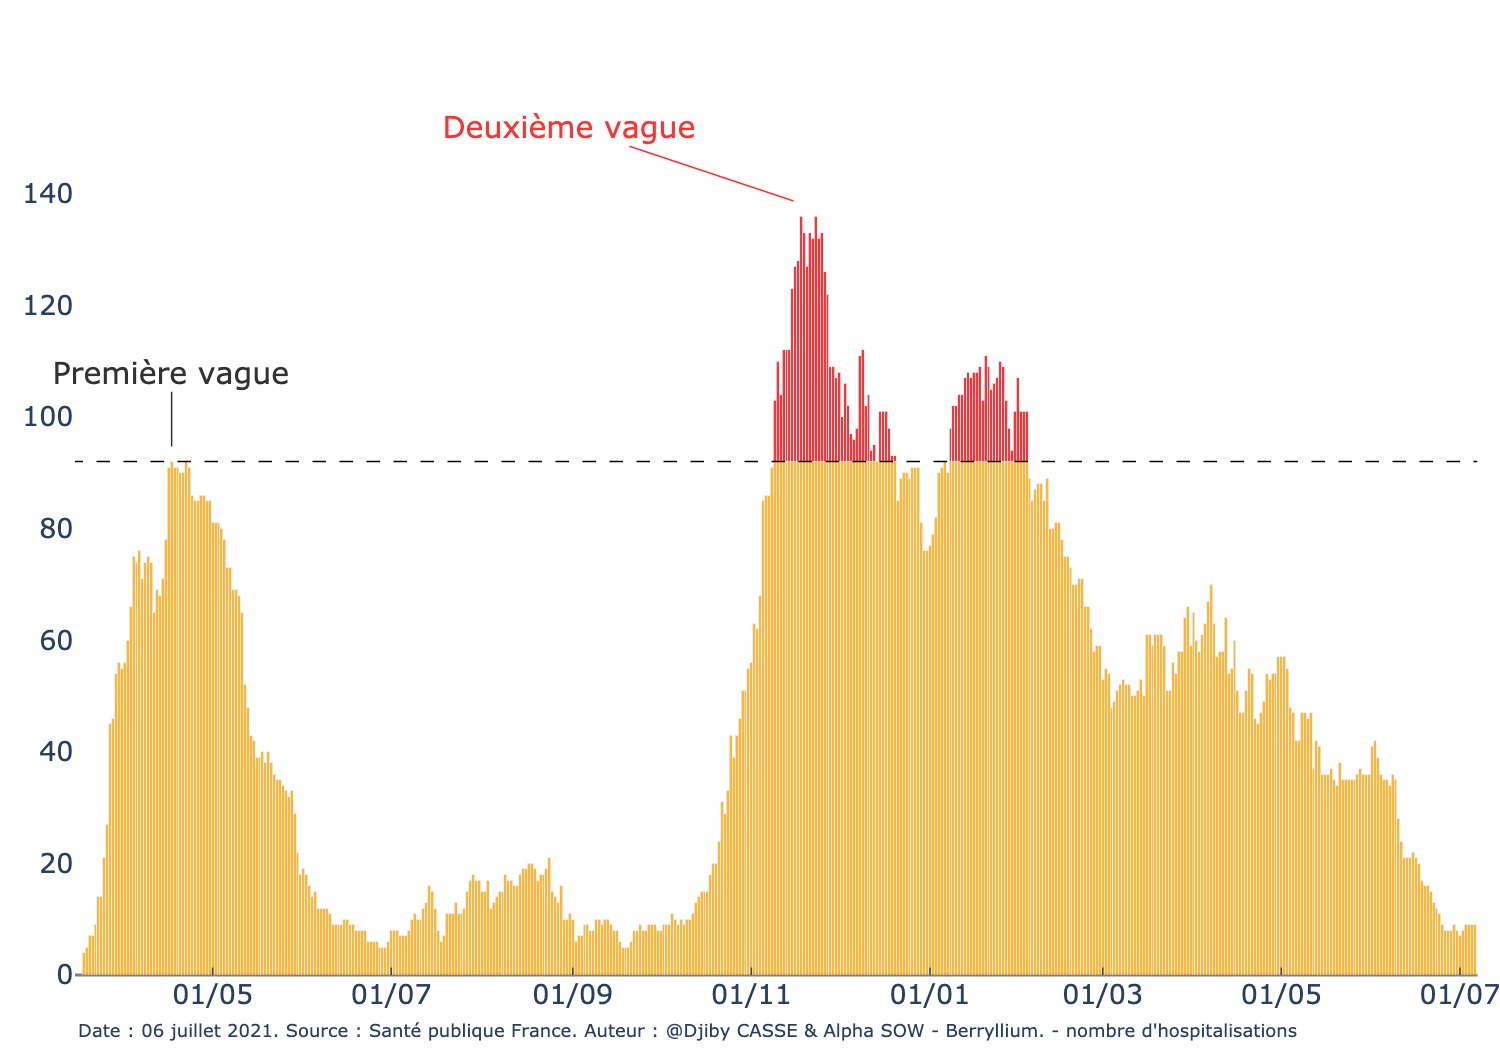 Deuxième vague
140
120
Première vague
100
80
60
40
20
0
01/05 01/07 01/09 01/11 01/01 01/03 01/05 01/07
Date : 06 juillet 2021. Source : Santé publique France. Auteur : @Djiby CASSE & Alpha SOW - Berryllium. - nombre d'hospitalisations